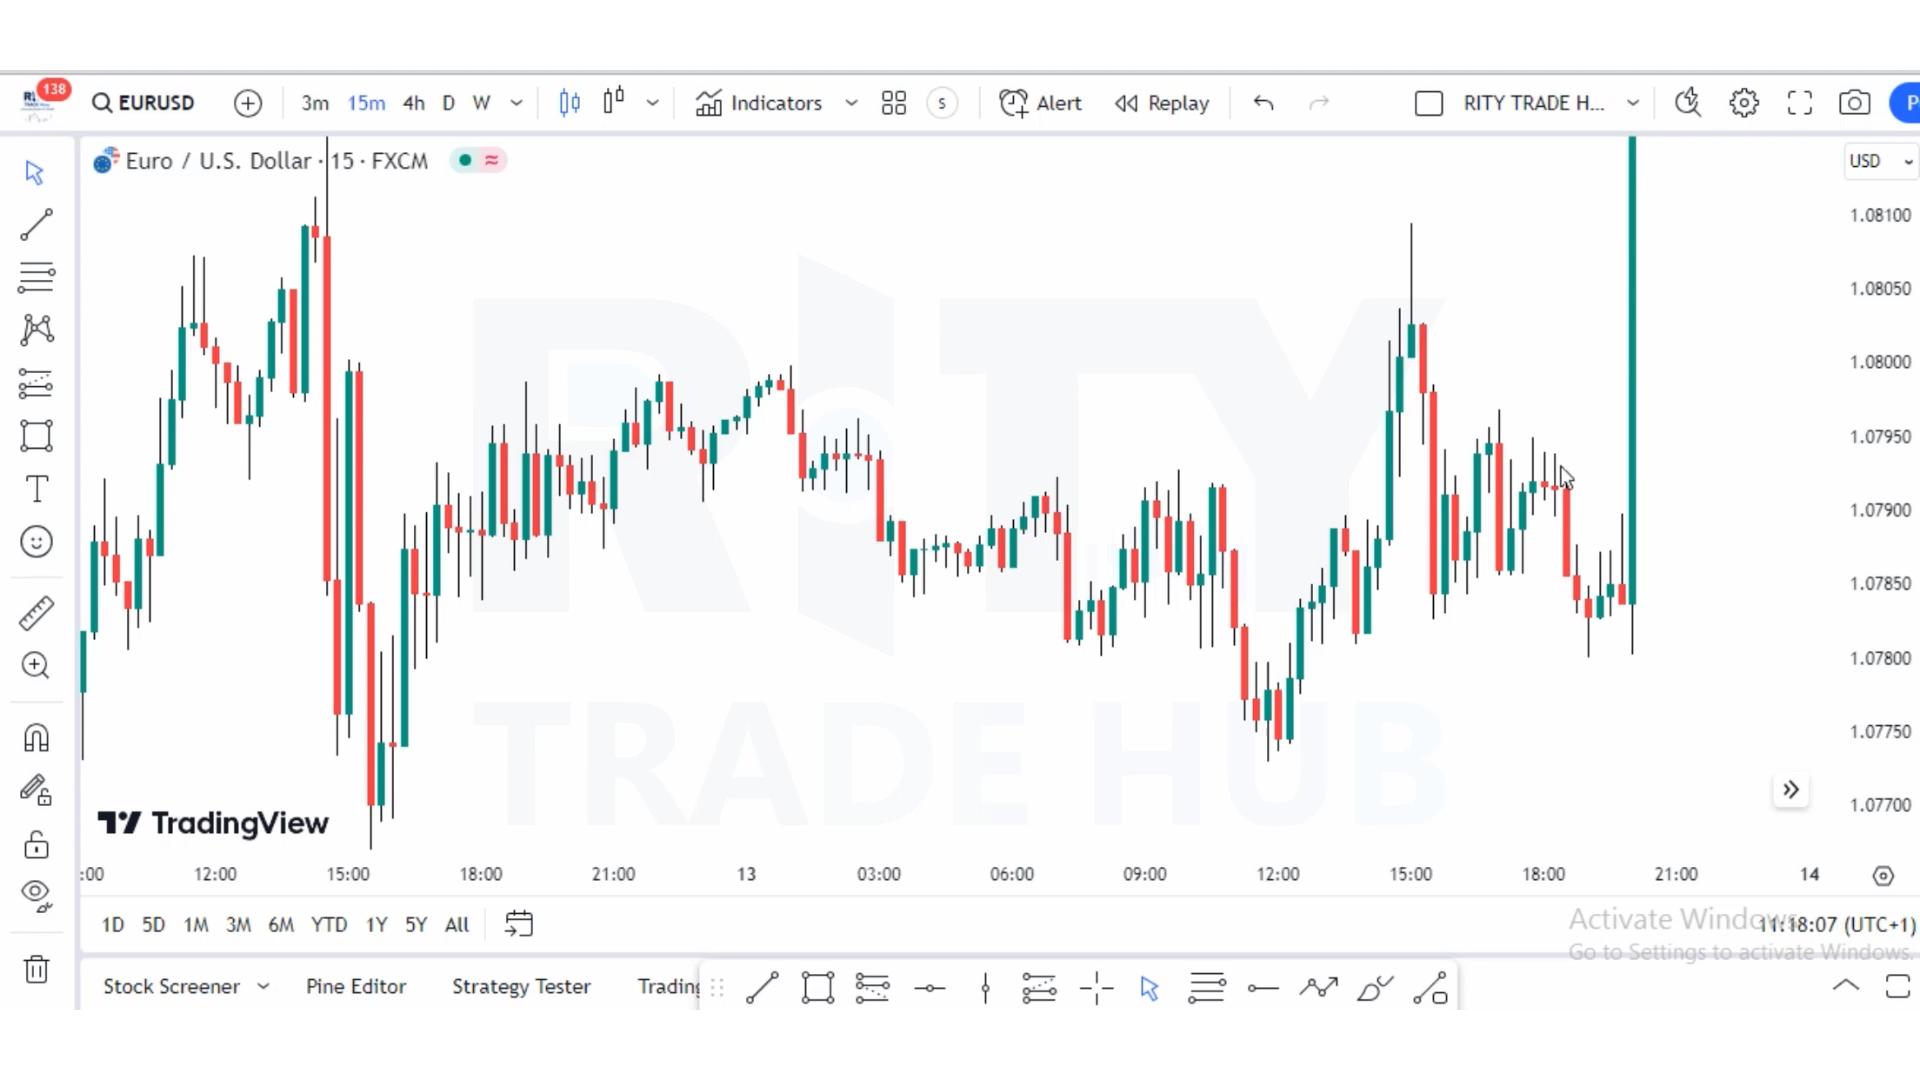 138
EURUSD 3m 15m 4h D W Indicators S Alert Replay RITY TRADE H... P
Euro / U.S. Dollar · 15 · FXCM
USD
1.08100
1.08050
1.08000
1.07950
1.07900
1.07850
1.07800
1.07750
1.07700
RITY
TRADE HUB
TradingView
:00 12:00 15:00 18:00 21:00 13 03:00 06:00 09:00 12:00 15:00 18:00 21:00 14
1D 5D 1M 3M 6M YTD 1Y 5Y All
Activate Windows
11:18:07 (UTC+1)
Go to Settings to activate Windows.
Stock Screener Pine Editor Strategy Tester Trading